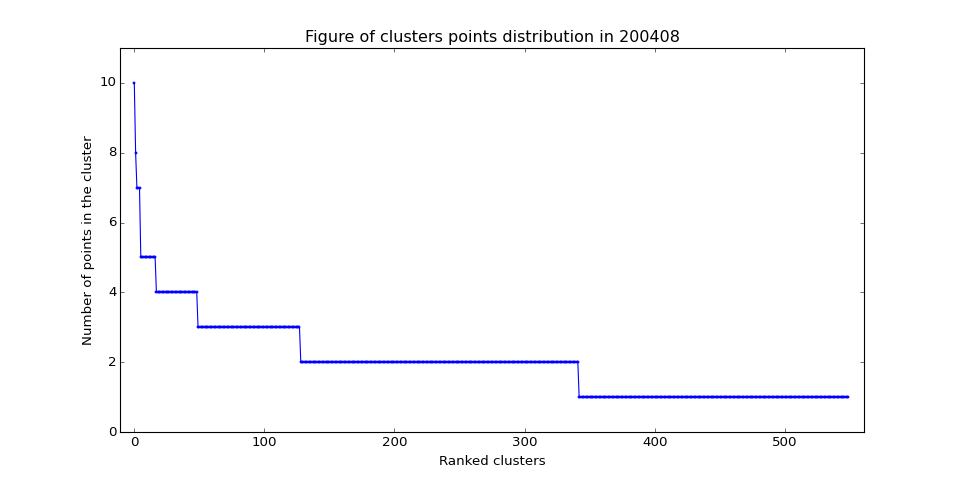 Figure of clusters points distribution in 200408
Number of points in the cluster
10
8
6
4
2
0
0 100 200 300 400 500
Ranked clusters